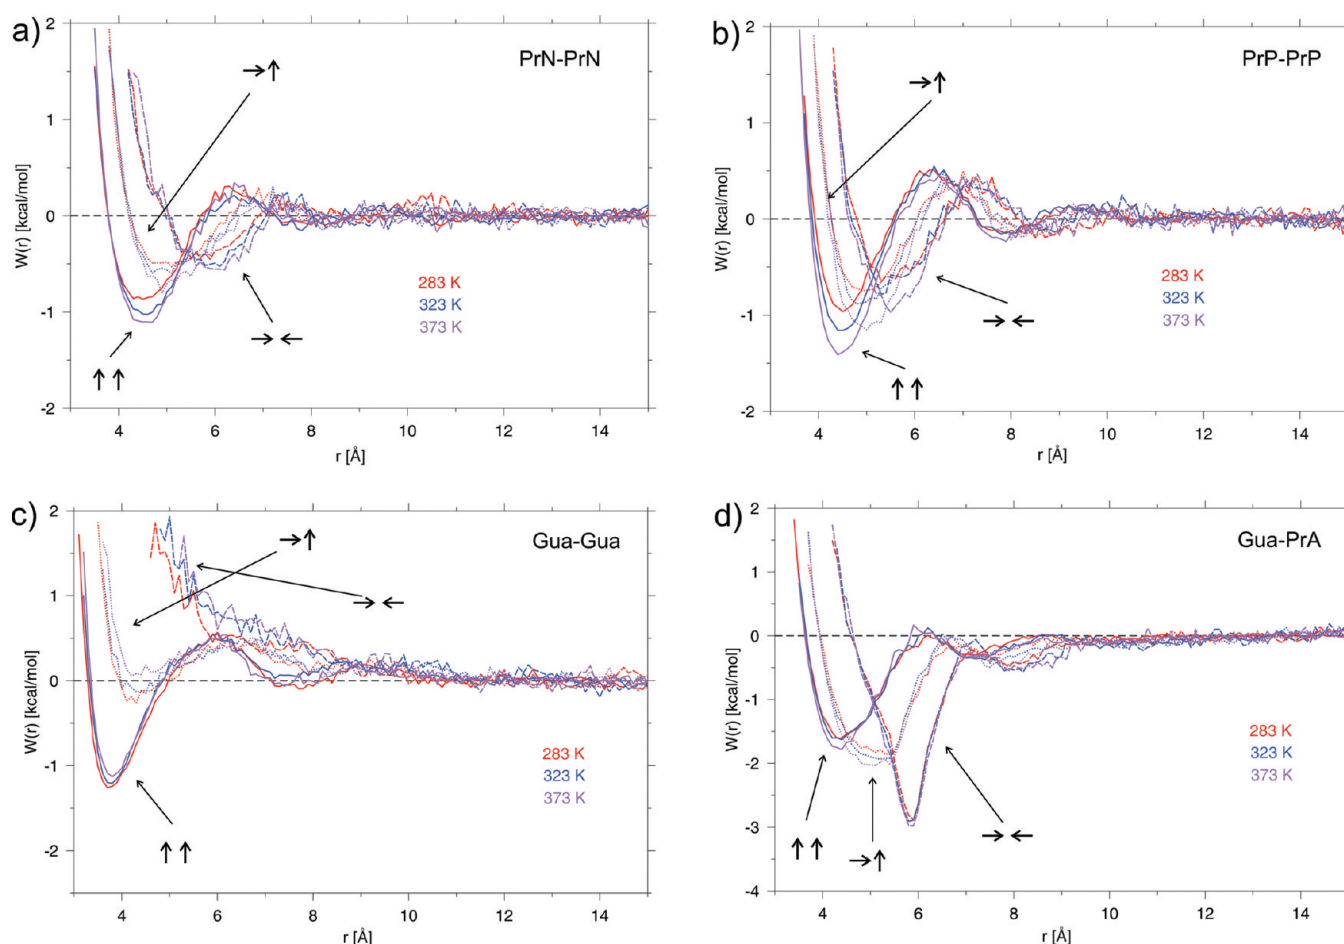 a)
PrN-PrN
→↑
W(r) [kcal/mol]
2
1
0
-1
-2
283 K
323 K
373 K
→←
↑↑
4 6 8 10 12 14
r [Å]
b)
PrP-PrP
→↑
W(r) [kcal/mol]
2
1
0
-1
-2
283 K
323 K
373 K
→←
↑↑
4 6 8 10 12 14
r [Å]
c)
Gua-Gua
→↑
→←
W(r) [kcal/mol]
2
1
0
-1
-2
283 K
323 K
373 K
↑↑
4 6 8 10 12 14
r [Å]
d)
Gua-PrA
W(r) [kcal/mol]
2
1
0
-1
-2
-3
-4
283 K
323 K
373 K
↑↑
→↑
→←
4 6 8 10 12 14
r [Å]